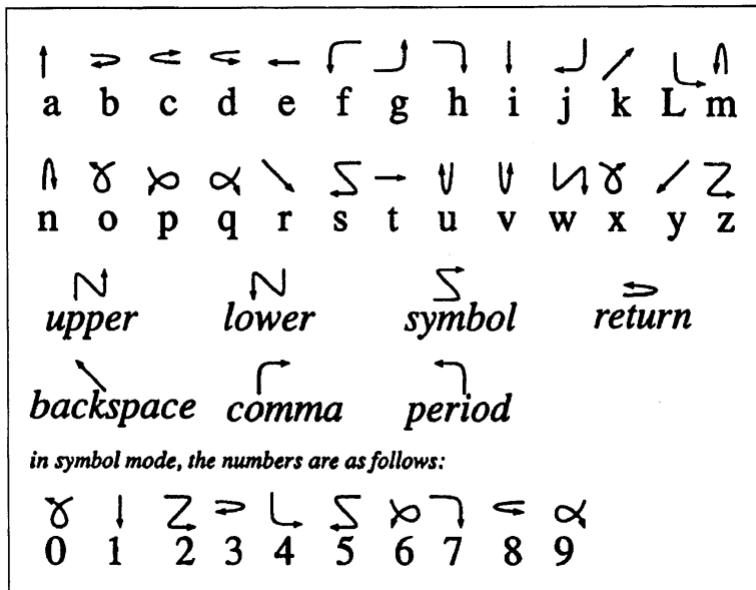 a b c d e f g h i j k L m
n o p q r s t u v w x y z
upper lower symbol return
backspace comma period
in symbol mode, the numbers are as follows:
0 1 2 3 4 5 6 7 8 9